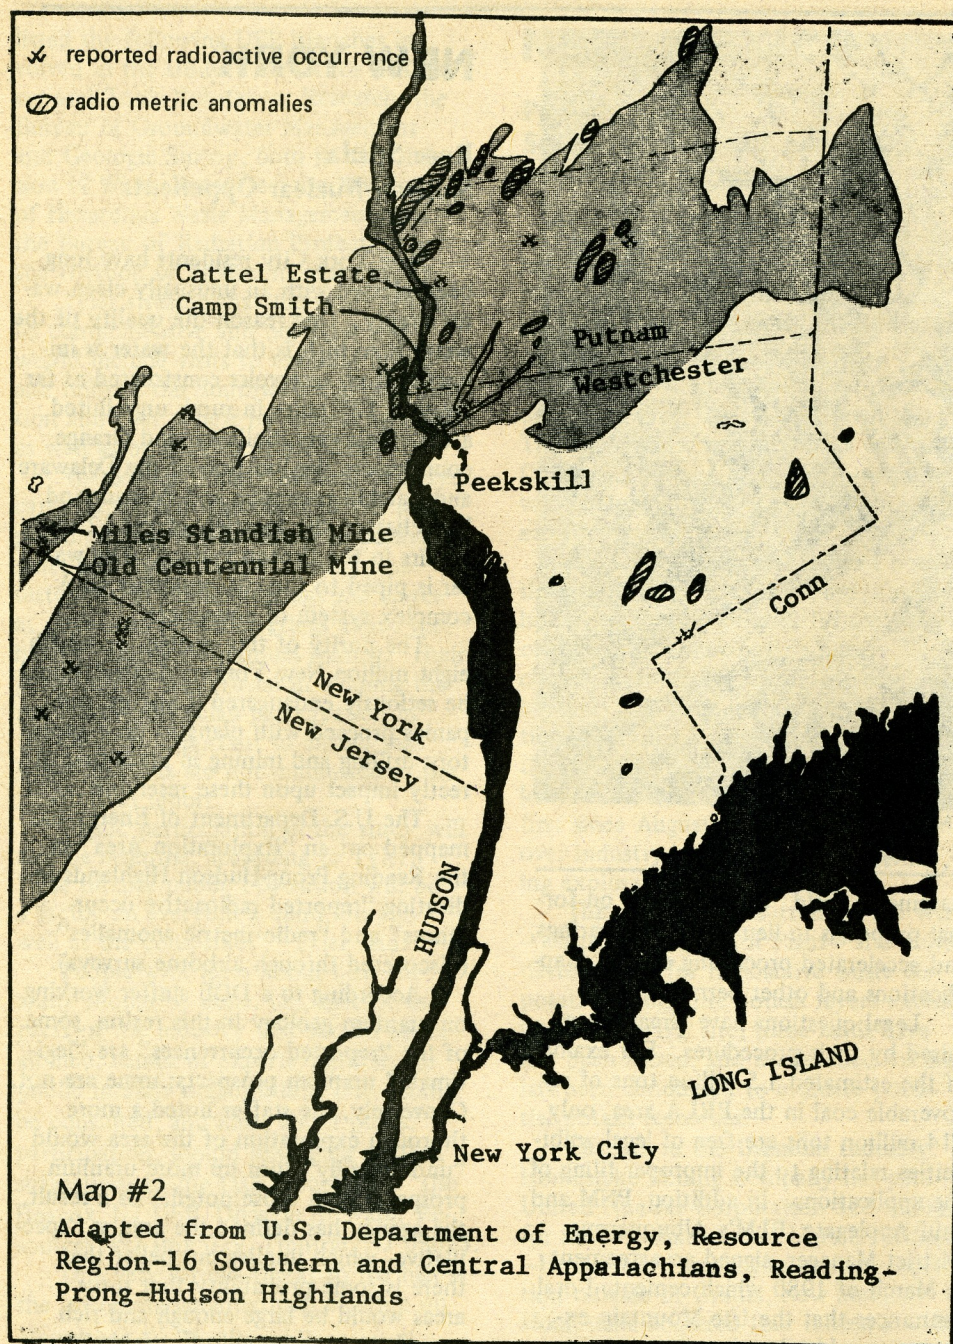 reported radioactive occurrence
radio metric anomalies
Cattel Estate
Camp Smith
Putnam
Westchester
Peekskill
Miles Standish Mine
Old Centennial Mine
Conn
New York
New Jersey
HUDSON
LONG ISLAND
New York City
Map #2
Adapted from U.S. Department of Energy, Resource
Region-16 Southern and Central Appalachians, Reading-
Prong-Hudson Highlands